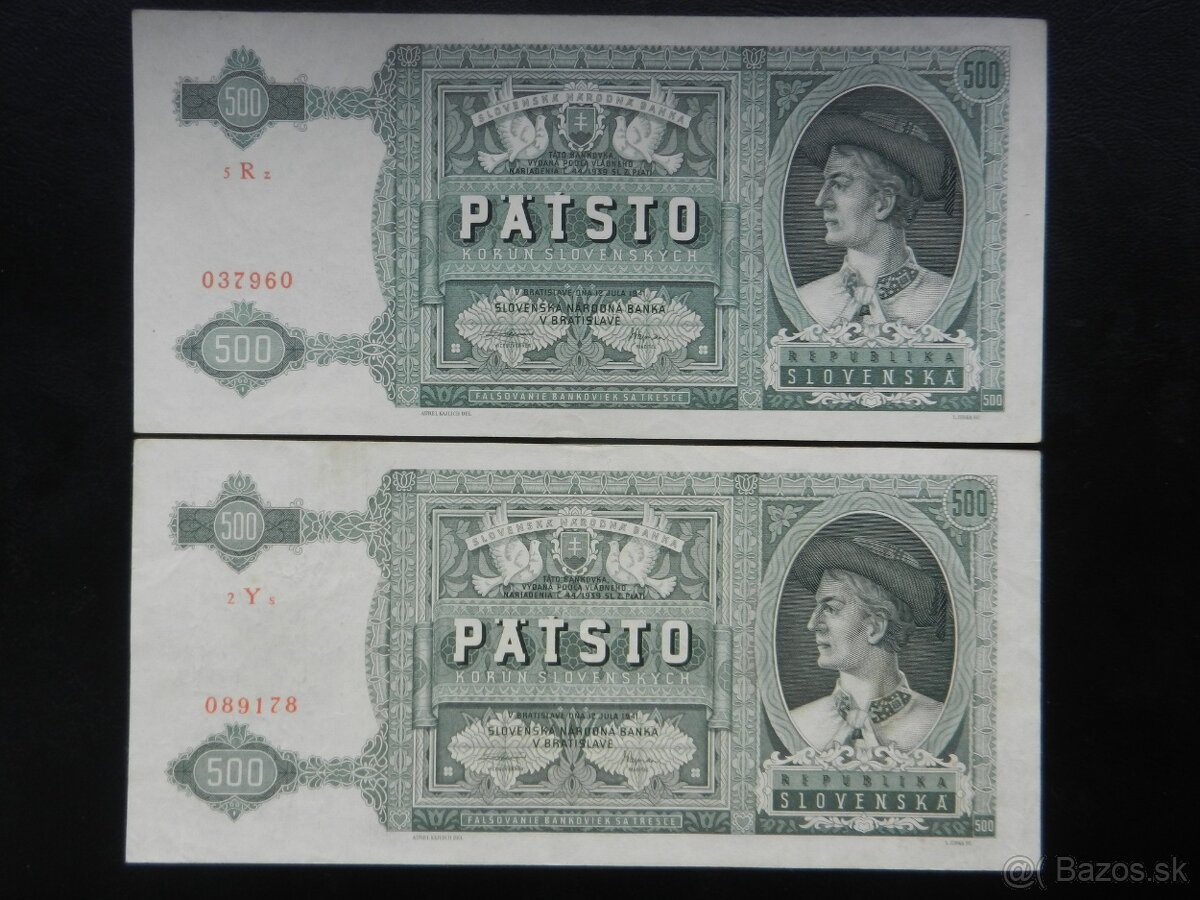 500
500
SLOVENSKÁ NÁRODNÁ BANKA
TÁTO BANKOVKA,
VYDANÁ PODĽA VLÁDNEHO
NARIADENIA Č. 44/1939 SL. Z. PLATÍ
5 R 2
PÄŤSTO
KORÚN SLOVENSKÝCH
037960
V BRATISLAVE, DŇA 12. JÚLA 1941
SLOVENSKÁ NÁRODNÁ BANKA
V BRATISLAVE
500
REPUBLIKA
SLOVENSKÁ
FALŠOVANIE BANKOVIEK SA TRESCE
500
500
500
SLOVENSKÁ NÁRODNÁ BANKA
TÁTO BANKOVKA,
VYDANÁ PODĽA VLÁDNEHO
NARIADENIA Č. 44/1939 SL. Z. PLATÍ
2 Y 5
PÄŤSTO
KORÚN SLOVENSKÝCH
089178
V BRATISLAVE, DŇA 12. JÚLA 1941
SLOVENSKÁ NÁRODNÁ BANKA
V BRATISLAVE
500
REPUBLIKA
SLOVENSKÁ
FALŠOVANIE BANKOVIEK SA TRESCE
500
@( Bazos.sk